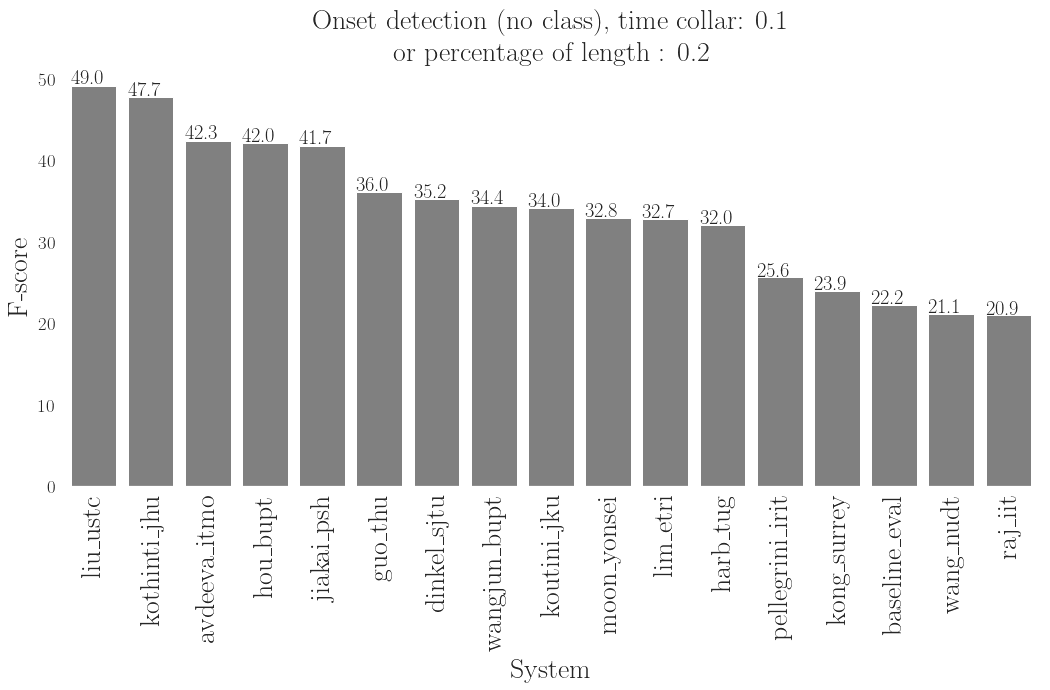 Onset detection (no class), time collar: 0.1
or percentage of length : 0.2
F-score
50
40
30
20
10
0
49.0
47.7
42.3
42.0
41.7
36.0
35.2
34.4
34.0
32.8
32.7
32.0
25.6
23.9
22.2
21.1
20.9
liu_ustc
kothinti_jhu
avdeeva_itmo
hou_bupt
jiakai_psh
guo_thu
dinkel_sjtu
wangjun_bupt
koutini_jku
moon_yonsei
lim_etri
harb_tug
pellegrini_irit
kong_surrey
baseline_eval
wang_nudt
raj_iit
System